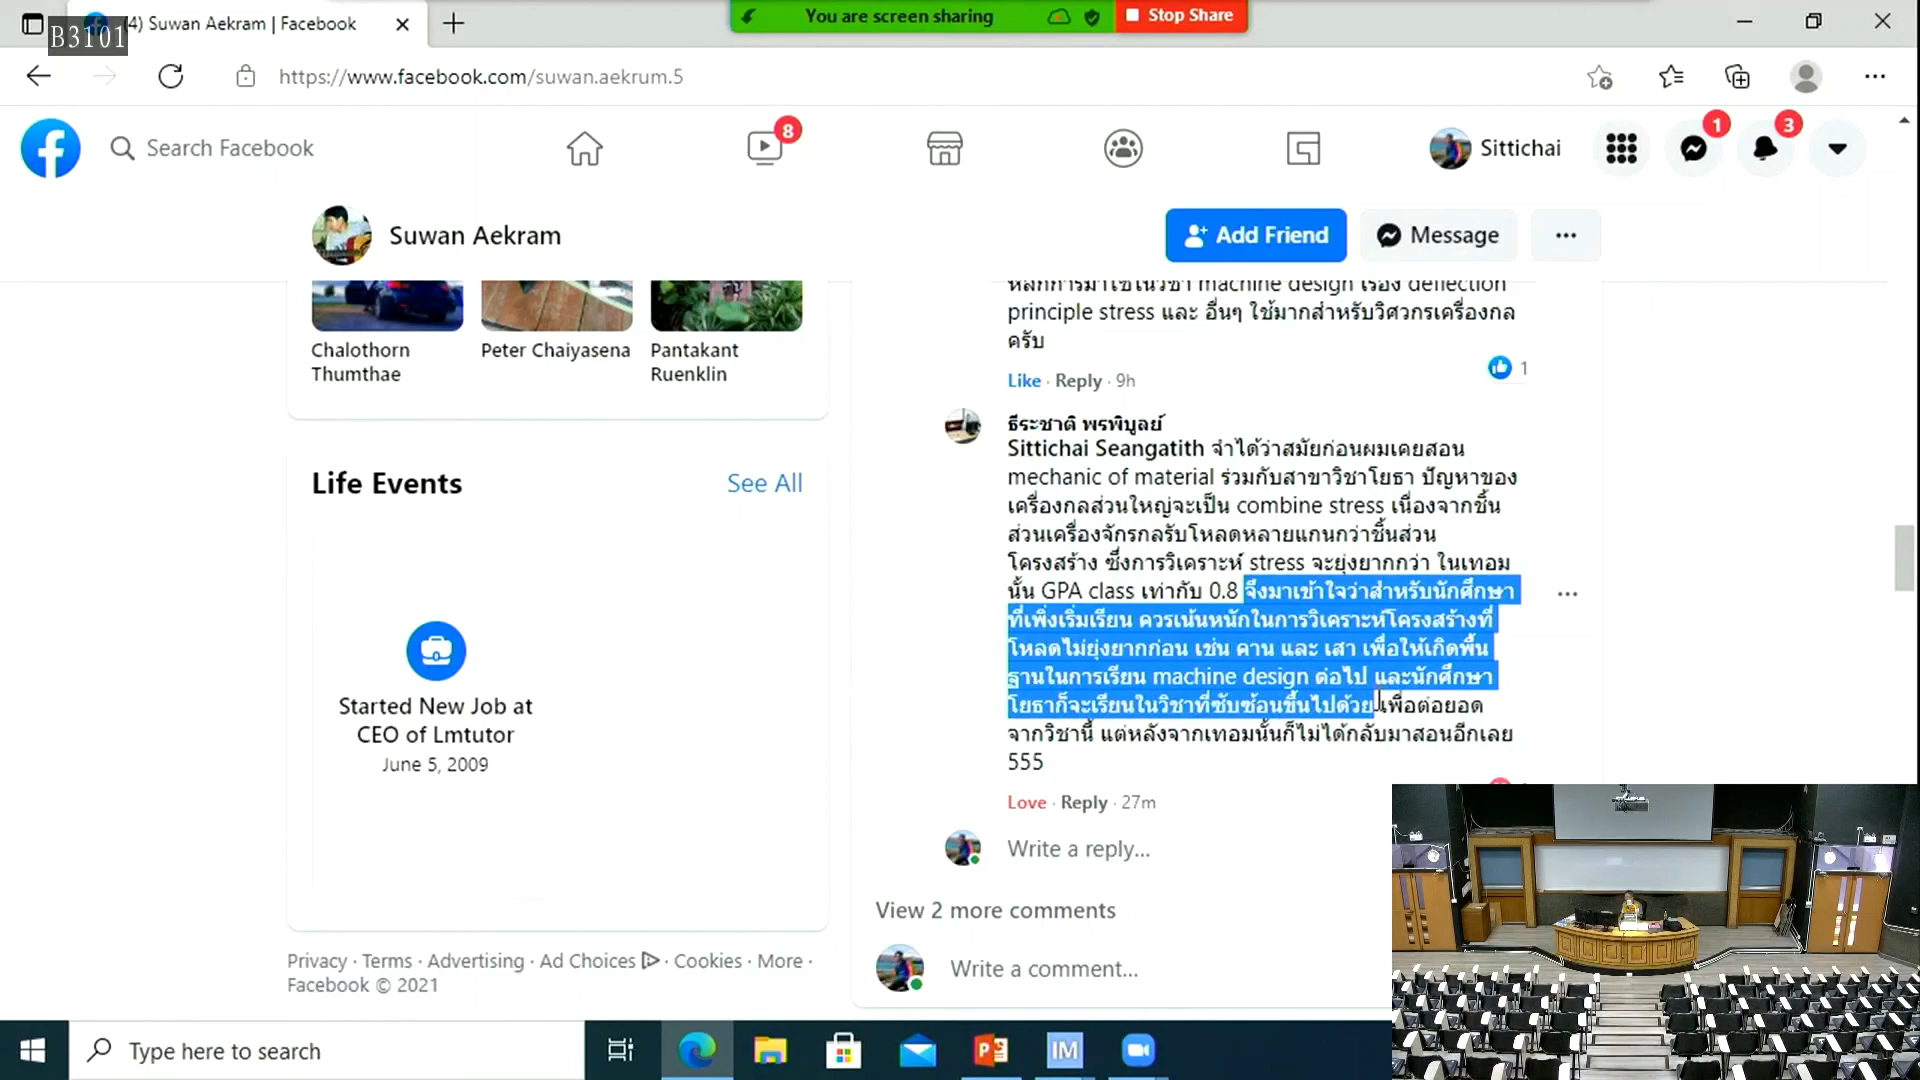 (4) Suwan Aekram | Facebook
B3101
You are screen sharing
Stop Share
https://www.facebook.com/suwan.aekrum.5
Search Facebook
8
Sittichai
1
3
Suwan Aekram
Add Friend
Message
Chalothorn
Thumthae
Peter Chaiyasena
Pantakant
Ruenklin
Life Events
See All
Started New Job at
CEO of Lmtutor
June 5, 2009
Privacy · Terms · Advertising · Ad Choices · Cookies · More ·
Facebook © 2021
หลักการมาใช้ในวิชา machine design เรื่อง deflection
principle stress และ อื่นๆ ใช้มากสำหรับวิศวกรเครื่องกล
ครับ
1
Like · Reply · 9h
ธีระชาติ พรพิบูลย์
Sittichai Seangatith จำได้ว่าสมัยก่อนผมเคยสอน
mechanic of material ร่วมกับสาขาวิชาโยธา ปัญหาของ
เครื่องกลส่วนใหญ่จะเป็น combine stress เนื่องจากชิ้น
ส่วนเครื่องจักรกลรับโหลดหลายแกนกว่าชิ้นส่วน
โครงสร้าง ซึ่งการวิเคราะห์ stress จะยุ่งยากกว่า ในเทอม
นั้น GPA class เท่ากับ 0.8 จึงมาเข้าใจว่าสำหรับนักศึกษา
ที่เพิ่งเริ่มเรียน ควรเน้นหนักในการวิเคราะห์โครงสร้างที่
โหลดไม่ยุ่งยากก่อน เช่น คาน และ เสา เพื่อให้เกิดพื้น
ฐานในการเรียน machine design ต่อไป และนักศึกษา
โยธาก็จะเรียนในวิชาที่ซับซ้อนขึ้นไปด้วยเพื่อต่อยอด
จากวิชานี้ แต่หลังจากเทอมนั้นก็ไม่ได้กลับมาสอนอีกเลย
555
Love · Reply · 27m
Write a reply...
View 2 more comments
Write a comment...
Type here to search
IM